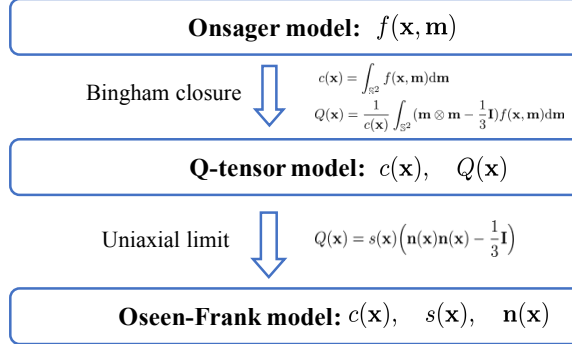 Onsager model: f(x, m)
Bingham closure
c(x) = ∫_{𝕊²} f(x, m)dm
Q(x) = 1/c(x) ∫_{𝕊²} (m ⊗ m − 1/3 I) f(x, m)dm
Q-tensor model: c(x), Q(x)
Uniaxial limit
Q(x) = s(x)(n(x)n(x) − 1/3 I)
Oseen-Frank model: c(x), s(x), n(x)